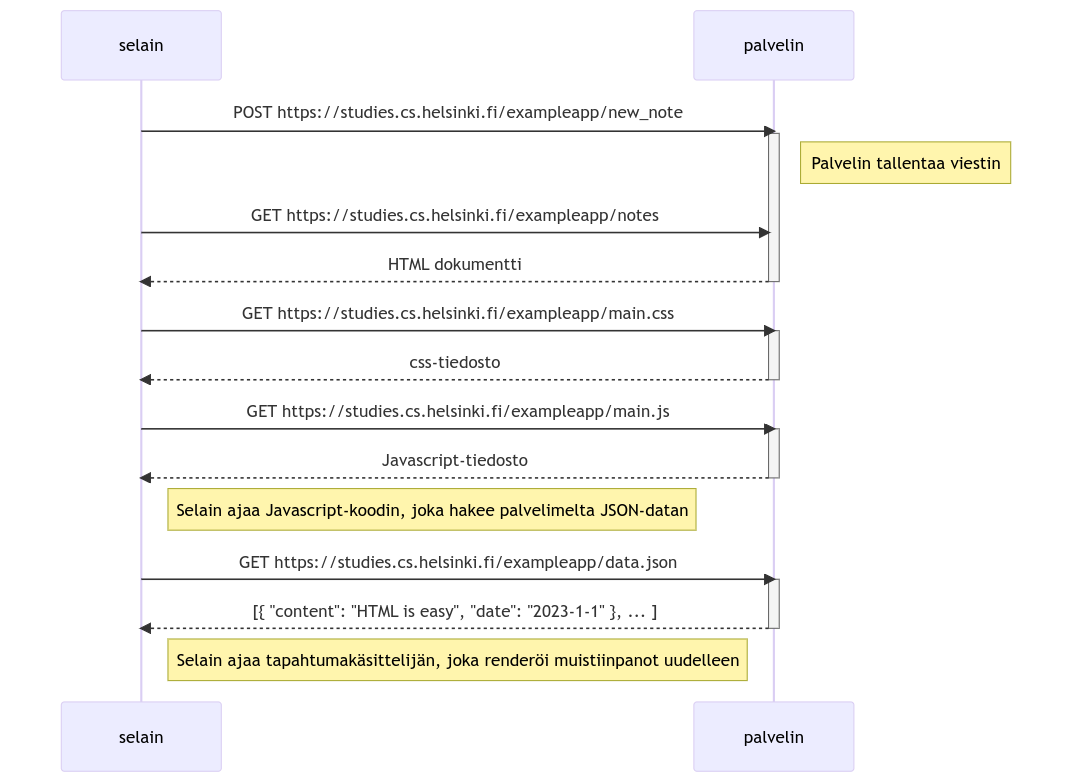 selain
palvelin
POST https://studies.cs.helsinki.fi/exampleapp/new_note
Palvelin tallentaa viestin
GET https://studies.cs.helsinki.fi/exampleapp/notes
HTML dokumentti
GET https://studies.cs.helsinki.fi/exampleapp/main.css
css-tiedosto
GET https://studies.cs.helsinki.fi/exampleapp/main.js
Javascript-tiedosto
Selain ajaa Javascript-koodin, joka hakee palvelimelta JSON-datan
GET https://studies.cs.helsinki.fi/exampleapp/data.json
[{ "content": "HTML is easy", "date": "2023-1-1" }, ... ]
Selain ajaa tapahtumakäsittelijän, joka renderöi muistiinpanot uudelleen
selain
palvelin